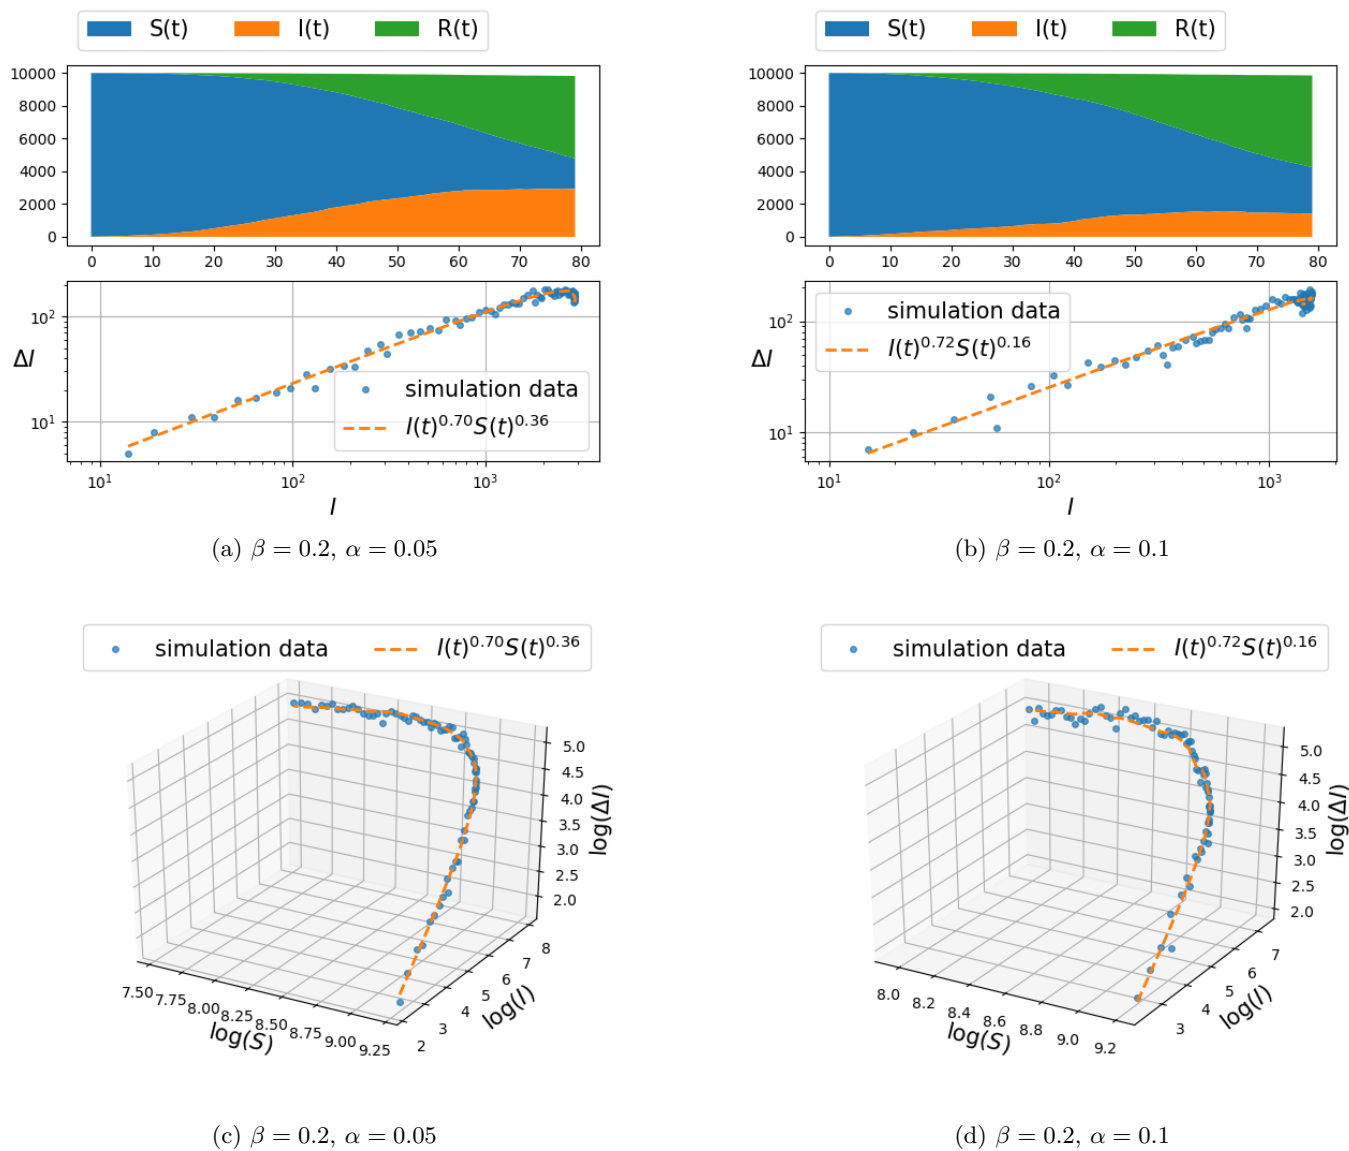 S(t) I(t) R(t)
10000
8000
6000
4000
2000
0
0 10 20 30 40 50 60 70 80
10²
ΔI
10¹
simulation data
I(t)^0.70 S(t)^0.36
10¹ 10² 10³
I
(a) β = 0.2, α = 0.05
S(t) I(t) R(t)
10000
8000
6000
4000
2000
0
0 10 20 30 40 50 60 70 80
simulation data
I(t)^0.72 S(t)^0.16
10²
ΔI
10¹
10¹ 10² 10³
I
(b) β = 0.2, α = 0.1
simulation data I(t)^0.70 S(t)^0.36
5.0
4.5
4.0
3.5
3.0
2.5
2.0
log(ΔI)
7.50 7.75 8.00 8.25 8.50 8.75 9.00 9.25
log(S)
2 3 4 5 6 7 8
log(I)
(c) β = 0.2, α = 0.05
simulation data I(t)^0.72 S(t)^0.16
5.0
4.5
4.0
3.5
3.0
2.5
2.0
log(ΔI)
8.0 8.2 8.4 8.6 8.8 9.0 9.2
log(S)
3 4 5 6 7
log(I)
(d) β = 0.2, α = 0.1